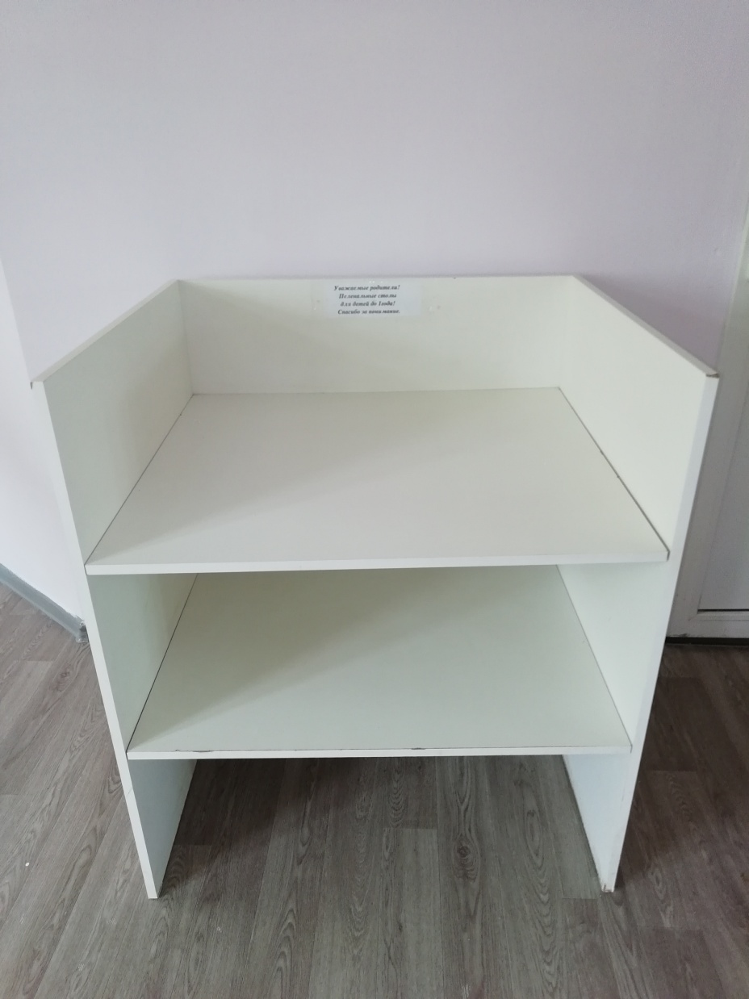 Уважаемые родители!
Пеленальные столы
для детей до 1года!
Спасибо за понимание.